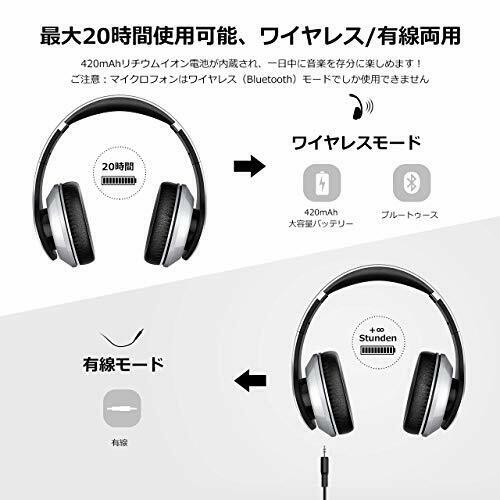 最大20時間使用可能、ワイヤレス/有線両用
420mAhリチウムイオン電池が内蔵され、一日中に音楽を存分に楽しめます！
ご注意：マイクロフォンはワイヤレス（Bluetooth）モードでしか使用できません
20時間
ワイヤレスモード
420mAh
大容量バッテリー
ブルートゥース
+∞
Stunden
有線モード
有線